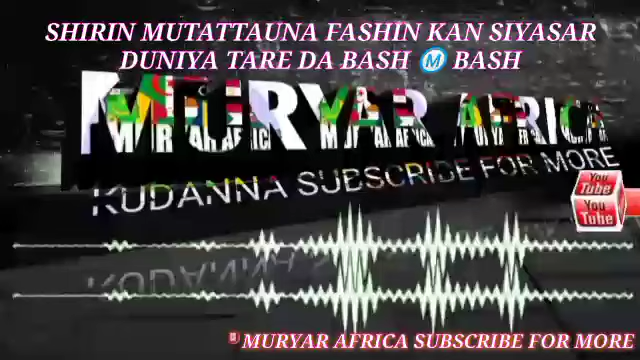 SHIRIN MUTATTAUNA FASHIN KAN SIYASAR
DUNIYA TARE DA BASH M BASH
MURYAR AFRICA
KUDANNA SUBSCRIBE FOR MORE
You
Tube
You
Tube
MURYAR AFRICA SUBSCRIBE FOR MORE